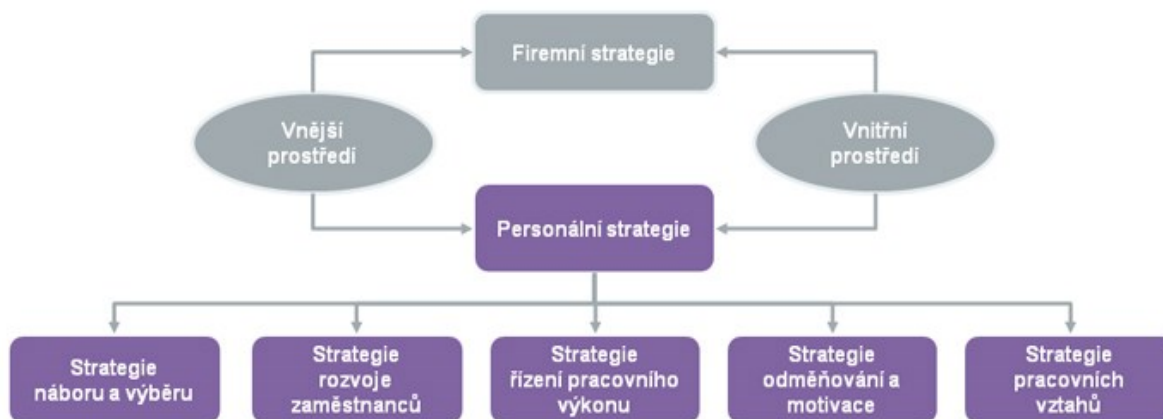 Firemní strategie
Vnější
prostředí
Vnitřní
prostředí
Personální strategie
Strategie
náboru a výběru
Strategie
rozvoje
zaměstnanců
Strategie
řízení pracovního
výkonu
Strategie
odměňování a
motivace
Strategie
pracovních
vztahů